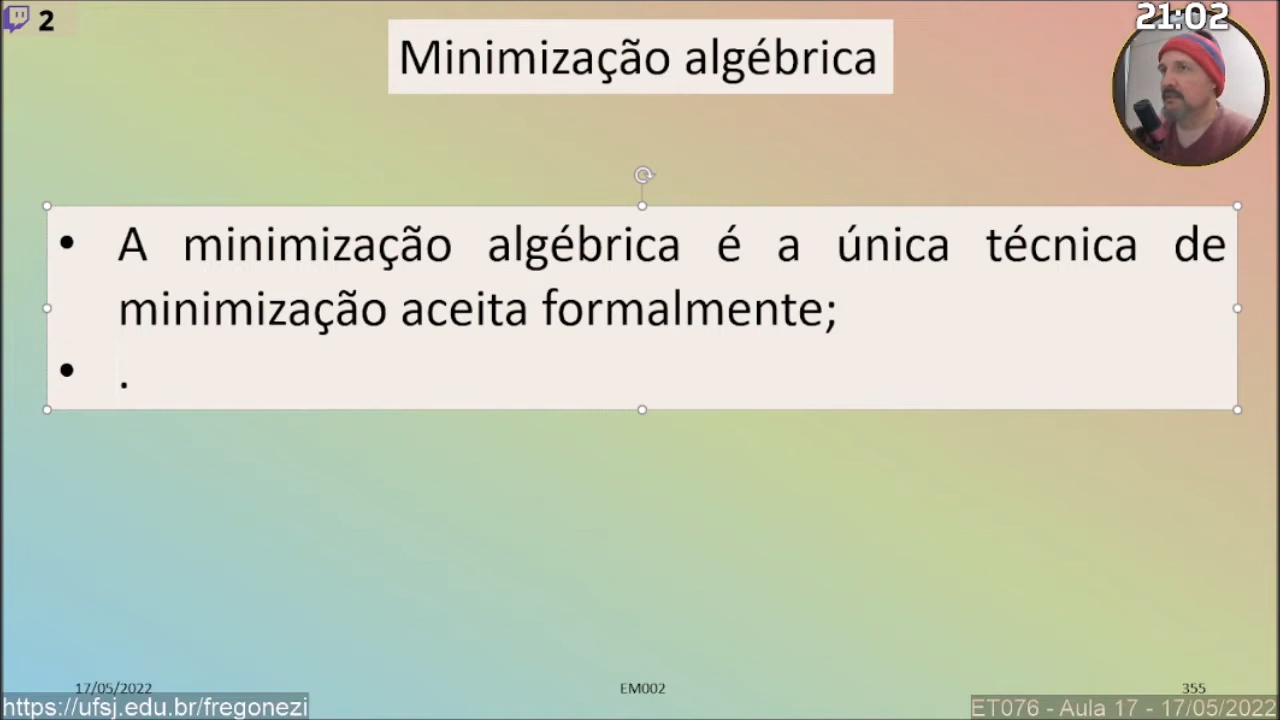 2
21:02
Minimização algébrica
• A minimização algébrica é a única técnica de
minimização aceita formalmente;
• .
17/05/2022
EM002
355
https://ufsj.edu.br/fregonezi
ET076 - Aula 17 - 17/05/2022